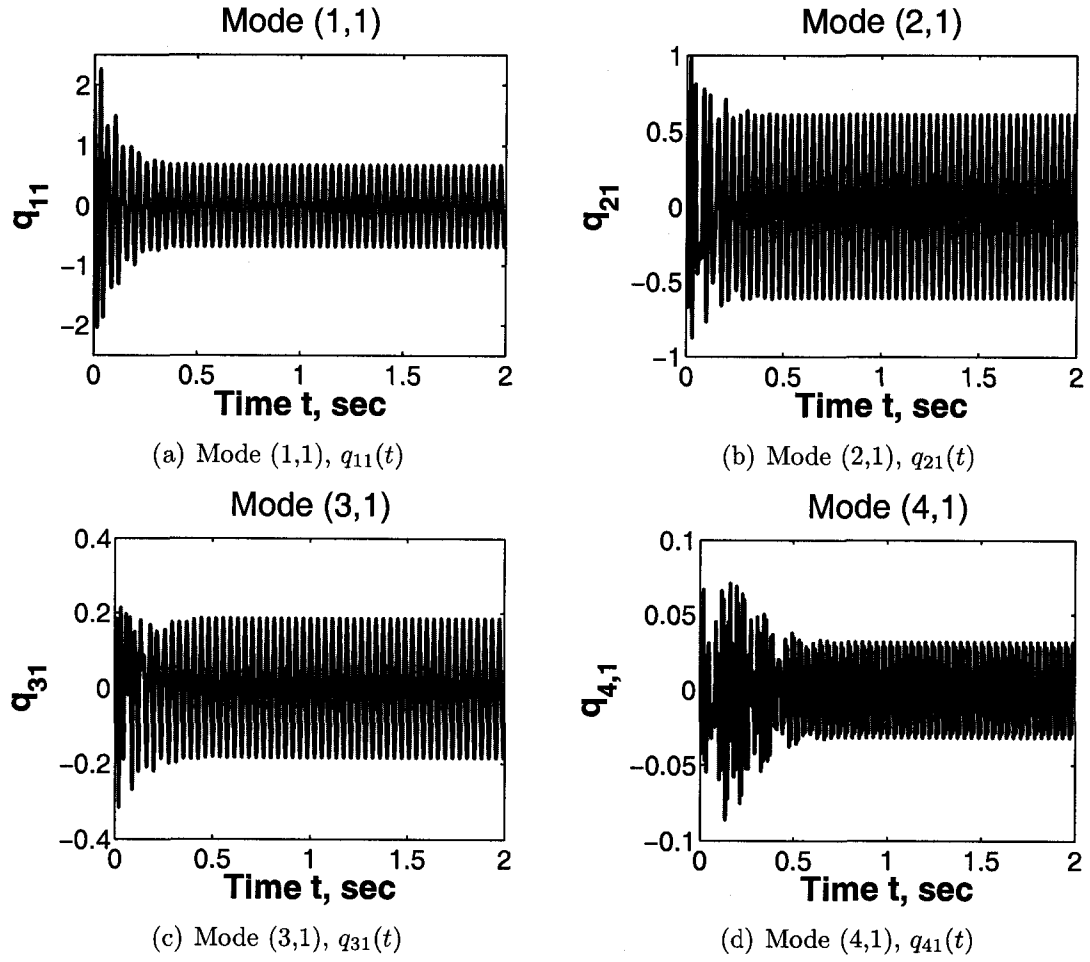 Mode (1,1)
2
1
0
−1
−2
q11
0
0.5
1
1.5
2
Time t, sec
(a) Mode (1,1), q11(t)
Mode (2,1)
1
0.5
0
−0.5
−1
q21
0
0.5
1
1.5
2
Time t, sec
(b) Mode (2,1), q21(t)
Mode (3,1)
0.4
0.2
0
−0.2
−0.4
q31
0
0.5
1
1.5
2
Time t, sec
(c) Mode (3,1), q31(t)
Mode (4,1)
0.1
0.05
0
−0.05
−0.1
q4,1
0
0.5
1
1.5
2
Time t, sec
(d) Mode (4,1), q41(t)